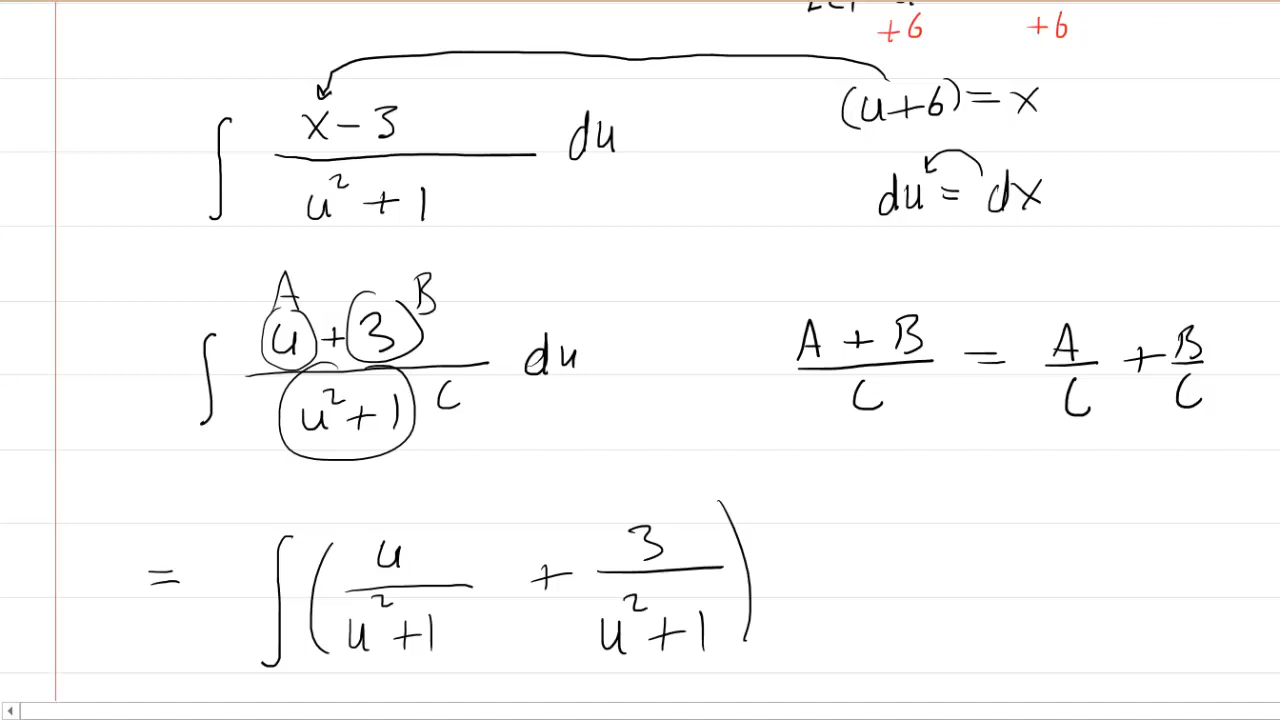 +6 +6
∫ (x - 3)/(u² + 1) du (u+6) = x
du = dx
∫ (u + 3)/(u² + 1) du A B C (A + B)/C = A/C + B/C
= ∫ ( u/(u² + 1) + 3/(u² + 1) )